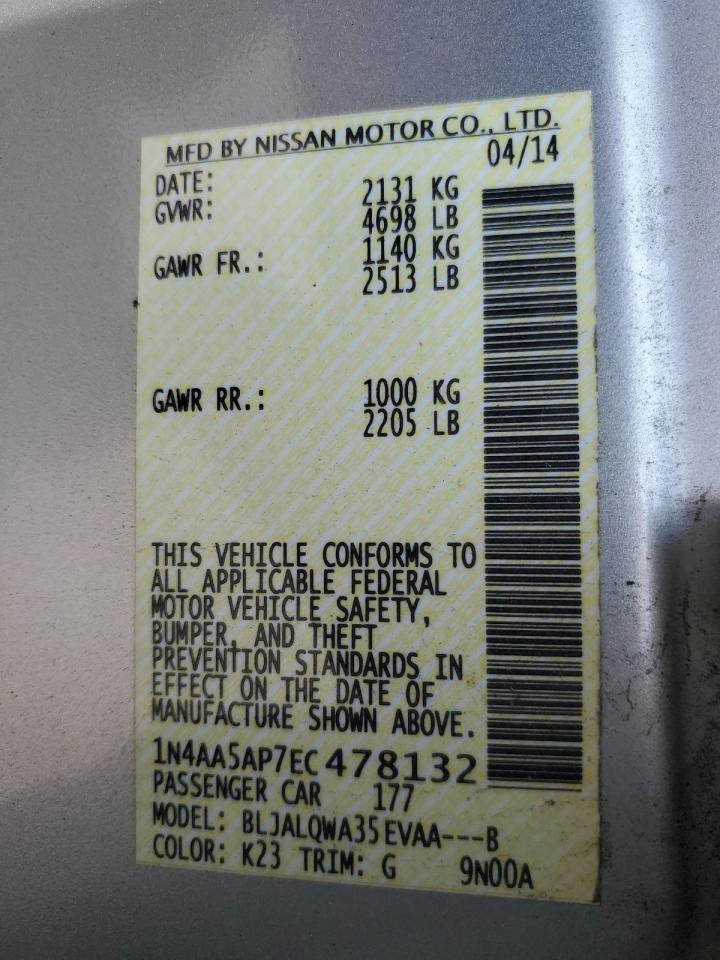 MFD BY NISSAN MOTOR CO., LTD.
DATE: 04/14
GVWR: 2131 KG
4698 LB
GAWR FR.: 1140 KG
2513 LB
GAWR RR.: 1000 KG
2205 LB
THIS VEHICLE CONFORMS TO
ALL APPLICABLE FEDERAL
MOTOR VEHICLE SAFETY,
BUMPER, AND THEFT
PREVENTION STANDARDS IN
EFFECT ON THE DATE OF
MANUFACTURE SHOWN ABOVE.
1N4AA5AP7EC478132
PASSENGER CAR 177
MODEL: BLJALQWA35EVAA---B
COLOR: K23 TRIM: G 9N00A